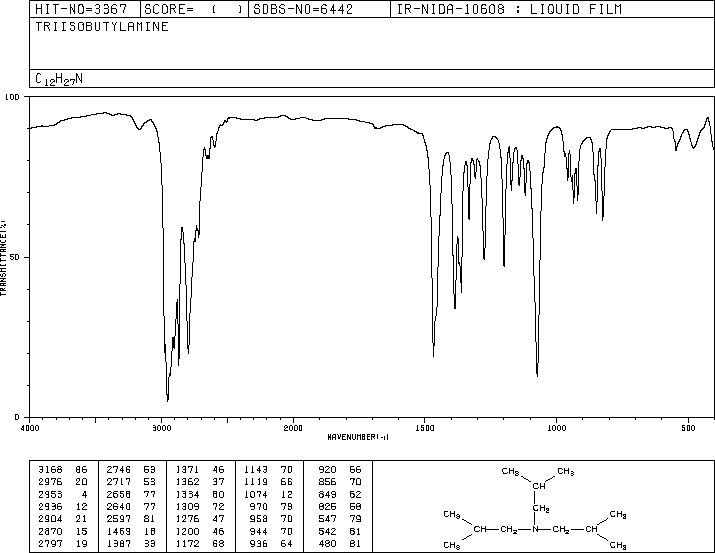 HIT-NO=3367 SCORE= ( ) SDBS-NO=6442 IR-NIDA-10608 : LIQUID FILM
TRIISOBUTYLAMINE
C12H27N
100
50
0
TRANSMITTANCE(%)
4000 3000 2000 1500 1000 500
WAVENUMBER(-1)
3168 86 2746 59 1371 46 1143 70 920 66
2976 20 2717 53 1362 37 1119 66 856 70
2953 4 2658 77 1334 60 1074 12 849 62
2936 12 2640 77 1309 72 970 79 825 58
2904 21 2597 81 1276 47 958 70 547 79
2870 15 1469 18 1200 46 944 70 542 81
2797 19 1387 33 1172 68 936 64 480 81
CH3 CH3
CH
CH3 CH2 CH3
CH CH2 N CH2 CH
CH3 CH3